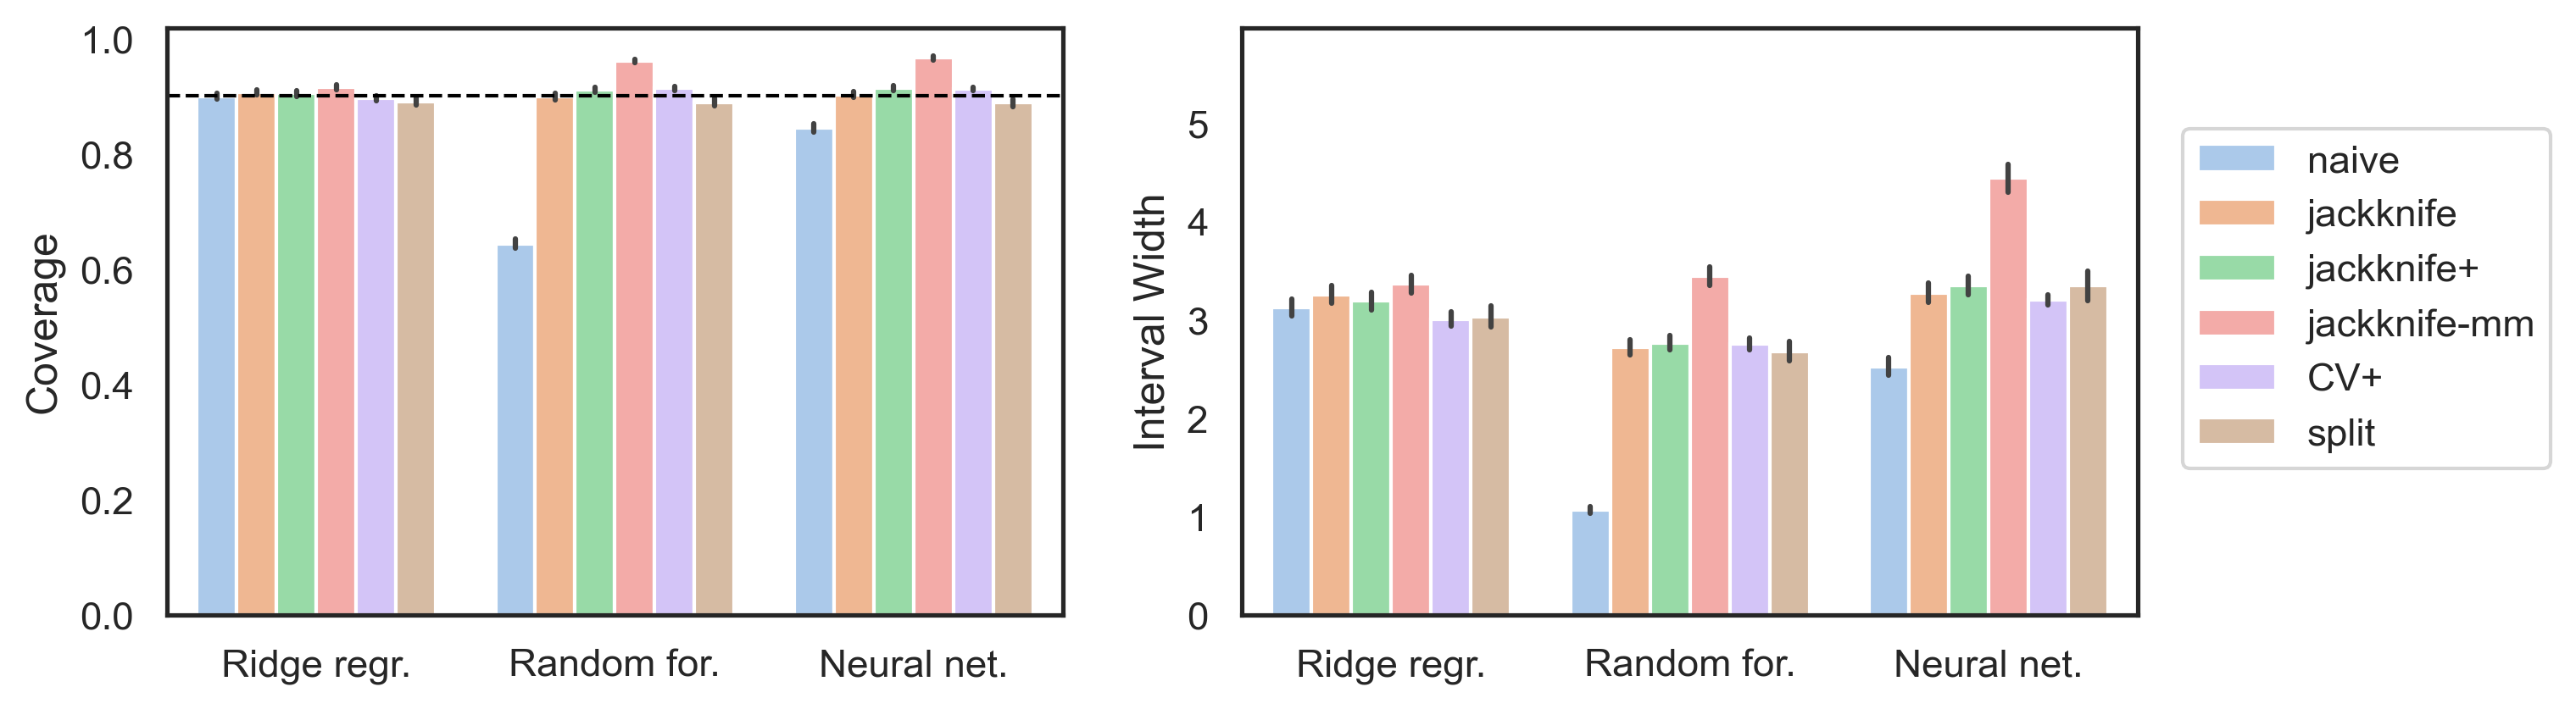 Coverage
1.0
0.8
0.6
0.4
0.2
0.0
Ridge regr.
Random for.
Neural net.
Interval Width
5
4
3
2
1
0
Ridge regr.
Random for.
Neural net.
naive
jackknife
jackknife+
jackknife-mm
CV+
split